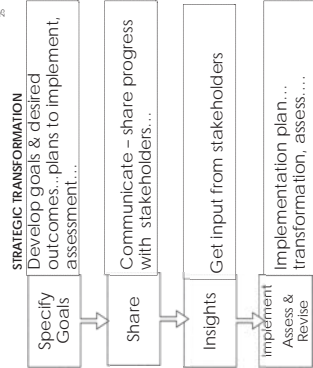 STRATEGIC TRANSFORMATION
Specify
Goals
Develop goals & desired
outcomes...plans to implement,
assessment…
Share
Communicate – share progress
with stakeholders…
Insights
Get input from stakeholders
Implement
Assess &
Revise
Implementation plan…
transformation, assess….